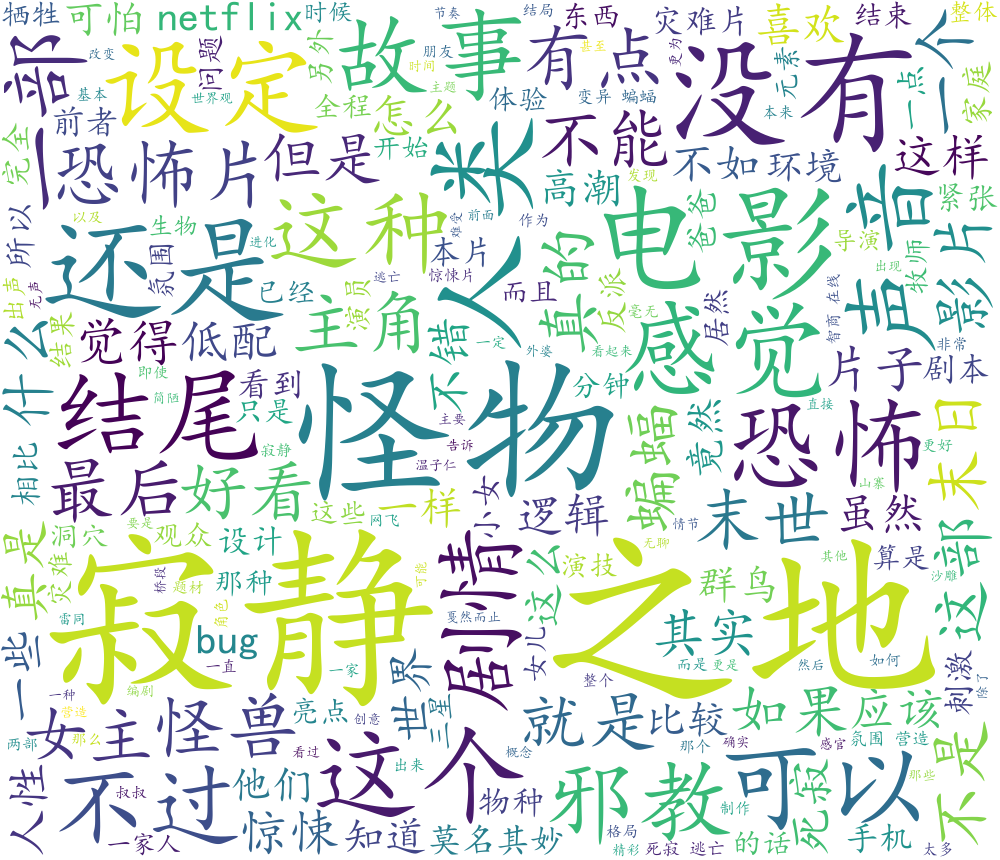 牺牲
可怕
netflix
时候
节奏
结局
东西
灾难片
喜欢
结束
整体
一部
改变
设定
问题
另外
故事
朋友
时间
有点
甚至
更为
没有
元素
一个
一点
家庭
基本
世界观
主题
全程
怎么
体验
变异
蝙蝠
本来
完全
前者
恐怖片
但是
开始
来
不能
不如
环境
这样
发现
高潮
所以
以及
生物
这种
难受
前面
作为
电影
爸爸
声音
紧张
还是
氛围
进化
本片
人
真的
导演
牧师
影片
出声
无声
已经
逃亡
惊悚片
而且
反派
居然
智商
在线
出现
什么
结果
觉得
低配
主角
演员
不错
一定
外婆
看起来
毫无
感觉
非常
片子
剧本
即使
简陋
结尾
看到
只是
怪物
主要
分钟
竟然
直接
恐怖
末日
相比
最后
好看
寂静
告诉
温子仁
蝙蝠
更好
山寨
这些
网飞
一样
小女
逻辑
情节
末世
虽然
真是
洞穴
要是
观众
设计
灾难
桥段
题材
那种
寂静之地
可能
剧情
这么
无聊
演技
群鸟
其他
算是
沙雕
这部
雷同
角色
bug
戛然而止
其实
一些
一直
一家
世界
女儿
而是
更是
然后
如何
刺激
除了
一种
编剧
整个
营造
亮点
创意
三星
就是
比较
如果
应该
两部
那么
女主
怪兽
看过
概念
那个
确实
感官
氛围
营造
不是
人性
不过
叔叔
他们
这个
出来
物种
邪教
制作
可以
死寂
那些
一家人
惊悚
知道
莫名其妙
格局
精彩
死寂
逃亡
的话
手机
太多